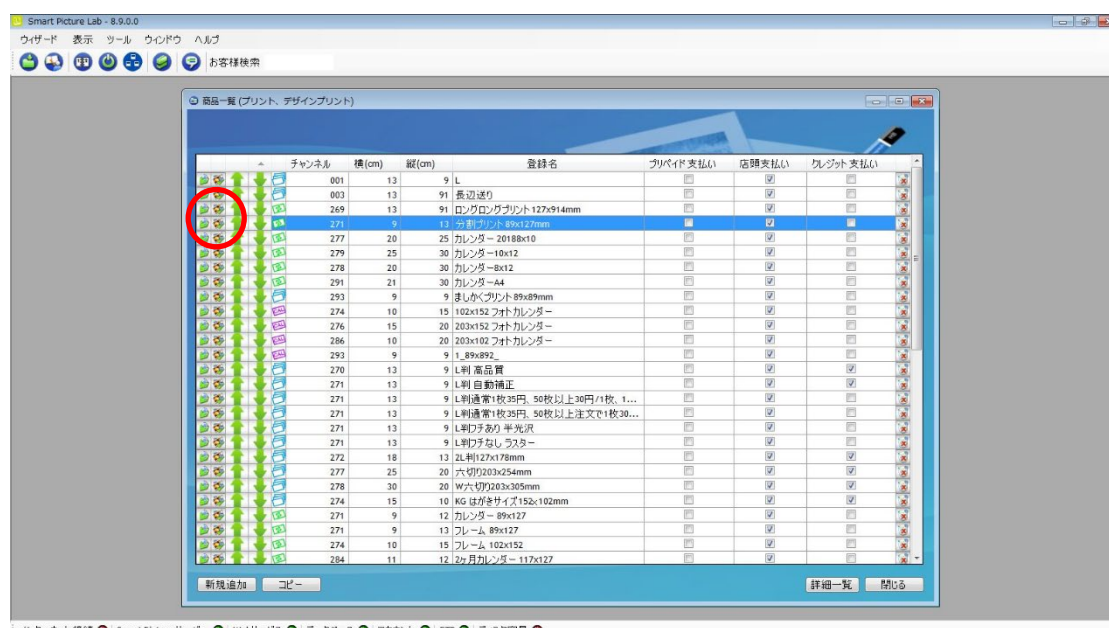 Smart Picture Lab - 8.9.0.0
ウィザード 表示 ツール ウィンドウ ヘルプ
お客様検索
商品一覧 (プリント、デザインプリント)
チャンネル 横(cm) 縦(cm) 登録名 プリペイド支払い 店頭支払い クレジット支払い
001 13 9 L
003 13 91 長辺送り
269 13 91 ロングロングプリント127x914mm
271 9 13 分割プリント 89x127mm
277 20 25 カレンダー 20188x10
279 25 30 カレンダー10x12
278 20 30 カレンダー8x12
291 21 30 カレンダーA4
293 9 9 ましかくプリント89x89mm
274 10 15 102x152 フォトカレンダー
276 15 20 203x152 フォトカレンダー
286 10 20 203x102 フォトカレンダー
293 9 9 1_89x892_
270 13 9 L判 高品質
271 13 9 L判 自動補正
271 13 9 L判通常1枚35円、50枚以上30円/1枚、1...
271 13 9 L判通常1枚35円、50枚以上注文で1枚30...
271 13 9 L判フチあり 半光沢
271 13 9 L判フチなし ラスター
272 18 13 2L判127x178mm
277 25 20 六切り203x254mm
278 30 20 W六切り203x305mm
274 15 10 KG はがきサイズ152x102mm
271 9 12 カレンダー 89x127
271 9 13 フレーム 89x127
274 10 15 フレーム 102x152
284 11 12 2ヶ月カレンダー 117x127
新規追加 コピー 詳細一覧 閉じる